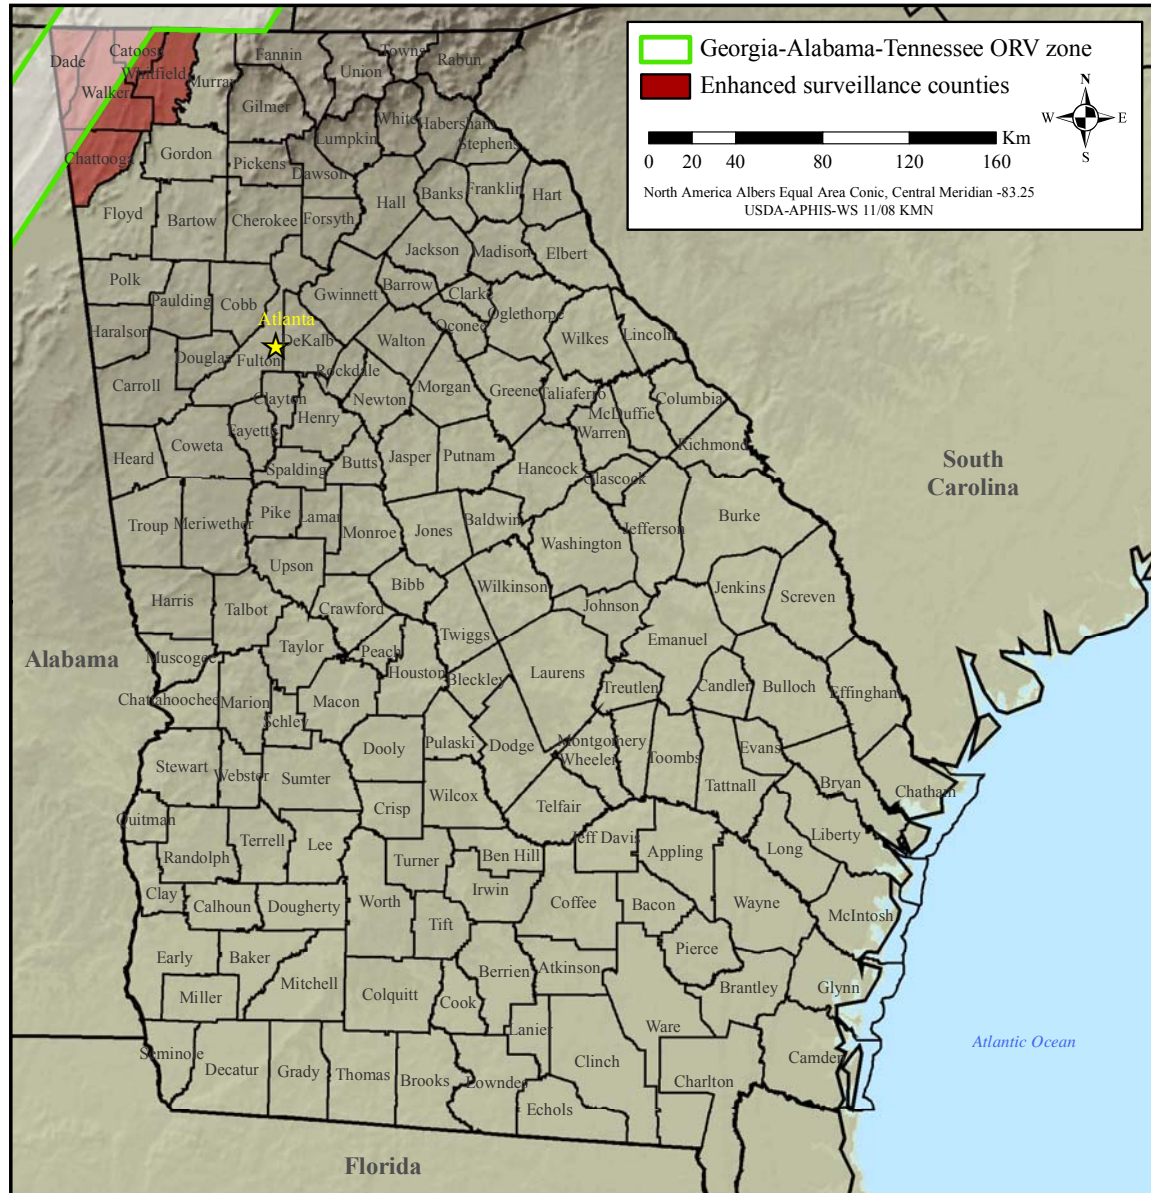 Georgia-Alabama-Tennessee ORV zone
Enhanced surveillance counties
N
W E
S
Km
0 20 40 80 120 160
North America Albers Equal Area Conic, Central Meridian -83.25
USDA-APHIS-WS 11/08 KMN
Dade
Catoosa
Whitfield
Walker
Murray
Fannin
Towns
Union
Rabun
Gilmer
White
Habersham
Lumpkin
Stephens
Chattooga
Gordon
Pickens
Dawson
Floyd
Bartow
Cherokee
Forsyth
Hall
Banks
Franklin
Hart
Jackson
Madison
Elbert
Polk
Paulding
Cobb
Gwinnett
Barrow
Clarke
Oglethorpe
Oconee
Haralson
Atlanta
DeKalb
Walton
Wilkes
Lincoln
Douglas
Fulton
Rockdale
Carroll
Clayton
Newton
Morgan
Greene
Taliaferro
Columbia
McDuffie
Warren
Richmond
Henry
Fayette
Coweta
Heard
Spalding
Butts
Jasper
Putnam
Hancock
Glascock
South
Carolina
Troup
Meriwether
Pike
Lamar
Monroe
Jones
Baldwin
Washington
Jefferson
Burke
Upson
Bibb
Wilkinson
Jenkins
Screven
Harris
Talbot
Crawford
Johnson
Twiggs
Emanuel
Taylor
Peach
Alabama
Muscogee
Houston
Bleckley
Laurens
Treutlen
Candler
Bulloch
Effingham
Chattahoochee
Marion
Macon
Schley
Dooly
Pulaski
Dodge
Montgomery
Wheeler
Toombs
Evans
Stewart
Webster
Sumter
Tattnall
Bryan
Chatham
Crisp
Wilcox
Telfair
Quitman
Terrell
Lee
Randolph
Turner
Ben Hill
Jeff Davis
Appling
Long
Liberty
Clay
Calhoun
Dougherty
Worth
Irwin
Coffee
Bacon
Wayne
McIntosh
Tift
Early
Baker
Mitchell
Berrien
Atkinson
Pierce
Brantley
Glynn
Miller
Colquitt
Cook
Lanier
Ware
Atlantic Ocean
Seminole
Decatur
Grady
Thomas
Brooks
Lowndes
Clinch
Charlton
Camden
Echols
Florida